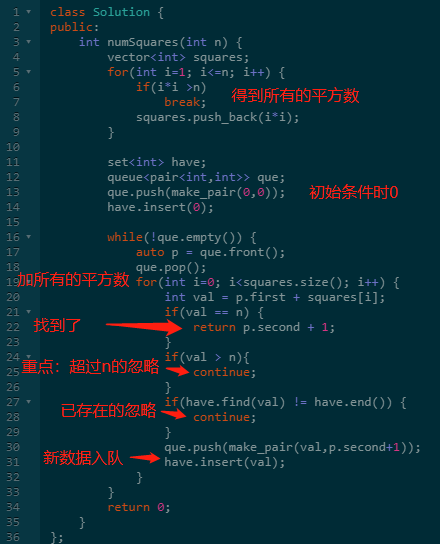 1 class Solution {
2 public:
3 int numSquares(int n) {
4 vector<int> squares;
5 for(int i=1; i<=n; i++) {
6 if(i*i >n)
7 break; 得到所有的平方数
8 squares.push_back(i*i);
9 }
10
11 set<int> have;
12 queue<pair<int,int>> que;
13 que.push(make_pair(0,0)); 初始条件时0
14 have.insert(0);
15
16 while(!que.empty()) {
17 auto p = que.front();
18 que.pop();
19 加所有的平方数 for(int i=0; i<squares.size(); i++) {
20 int val = p.first + squares[i];
21 if(val == n) {
22 找到了 return p.second + 1;
23 }
24 if(val > n){
25 重点：超过n的忽略 continue;
26 }
27 if(have.find(val) != have.end()) {
28 已存在的忽略 continue;
29 }
30 que.push(make_pair(val,p.second+1));
31 新数据入队 have.insert(val);
32 }
33 }
34 return 0;
35 }
36 };